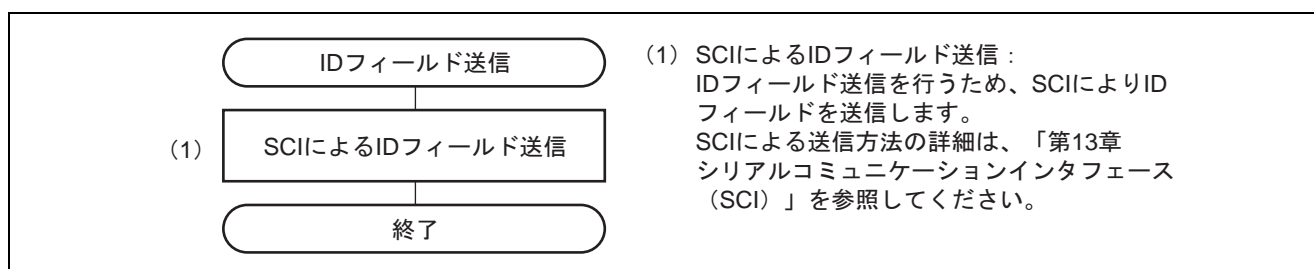 IDフィールド送信
(1)
SCIによるIDフィールド送信
終了
(1) SCIによるIDフィールド送信：
IDフィールド送信を行うため、SCIによりID
フィールドを送信します。
SCIによる送信方法の詳細は、「第13章
シリアルコミュニケーションインタフェース
（SCI）」を参照してください。